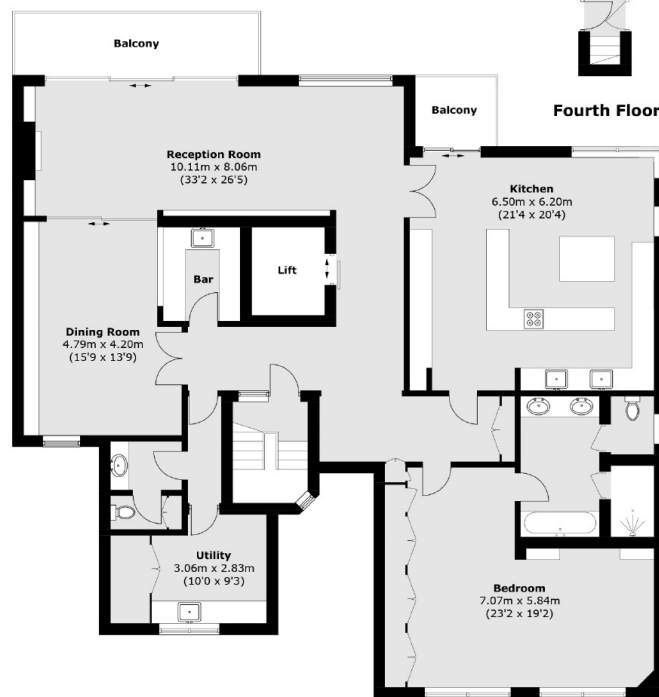 Balcony
Balcony
Fourth Floor
Reception Room
10.11m x 8.06m
(33'2 x 26'5)
Kitchen
6.50m x 6.20m
(21'4 x 20'4)
Bar
Lift
Dining Room
4.79m x 4.20m
(15'9 x 13'9)
Utility
3.06m x 2.83m
(10'0 x 9'3)
Bedroom
7.07m x 5.84m
(23'2 x 19'2)